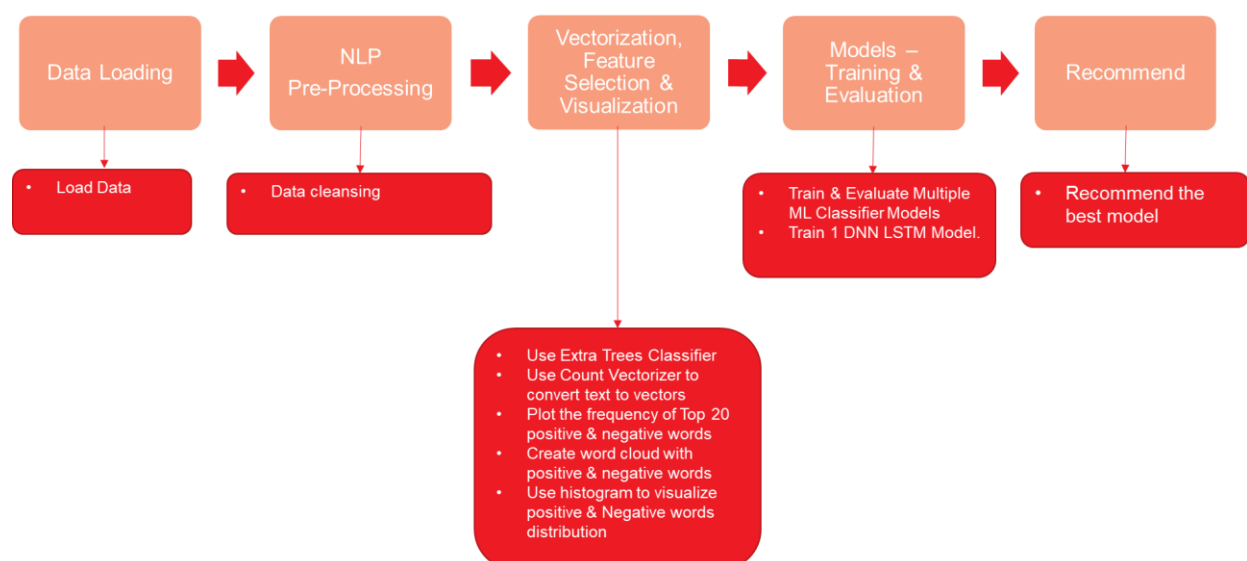 Data Loading
NLP
Pre-Processing
Vectorization,
Feature
Selection &
Visualization
Models –
Training &
Evaluation
Recommend
• Load Data
• Data cleansing
• Use Extra Trees Classifier
• Use Count Vectorizer to
convert text to vectors
• Plot the frequency of Top 20
positive & negative words
• Create word cloud with
positive & negative words
• Use histogram to visualize
positive & Negative words
distribution
• Train & Evaluate Multiple
ML Classifier Models
• Train 1 DNN LSTM Model.
• Recommend the
best model